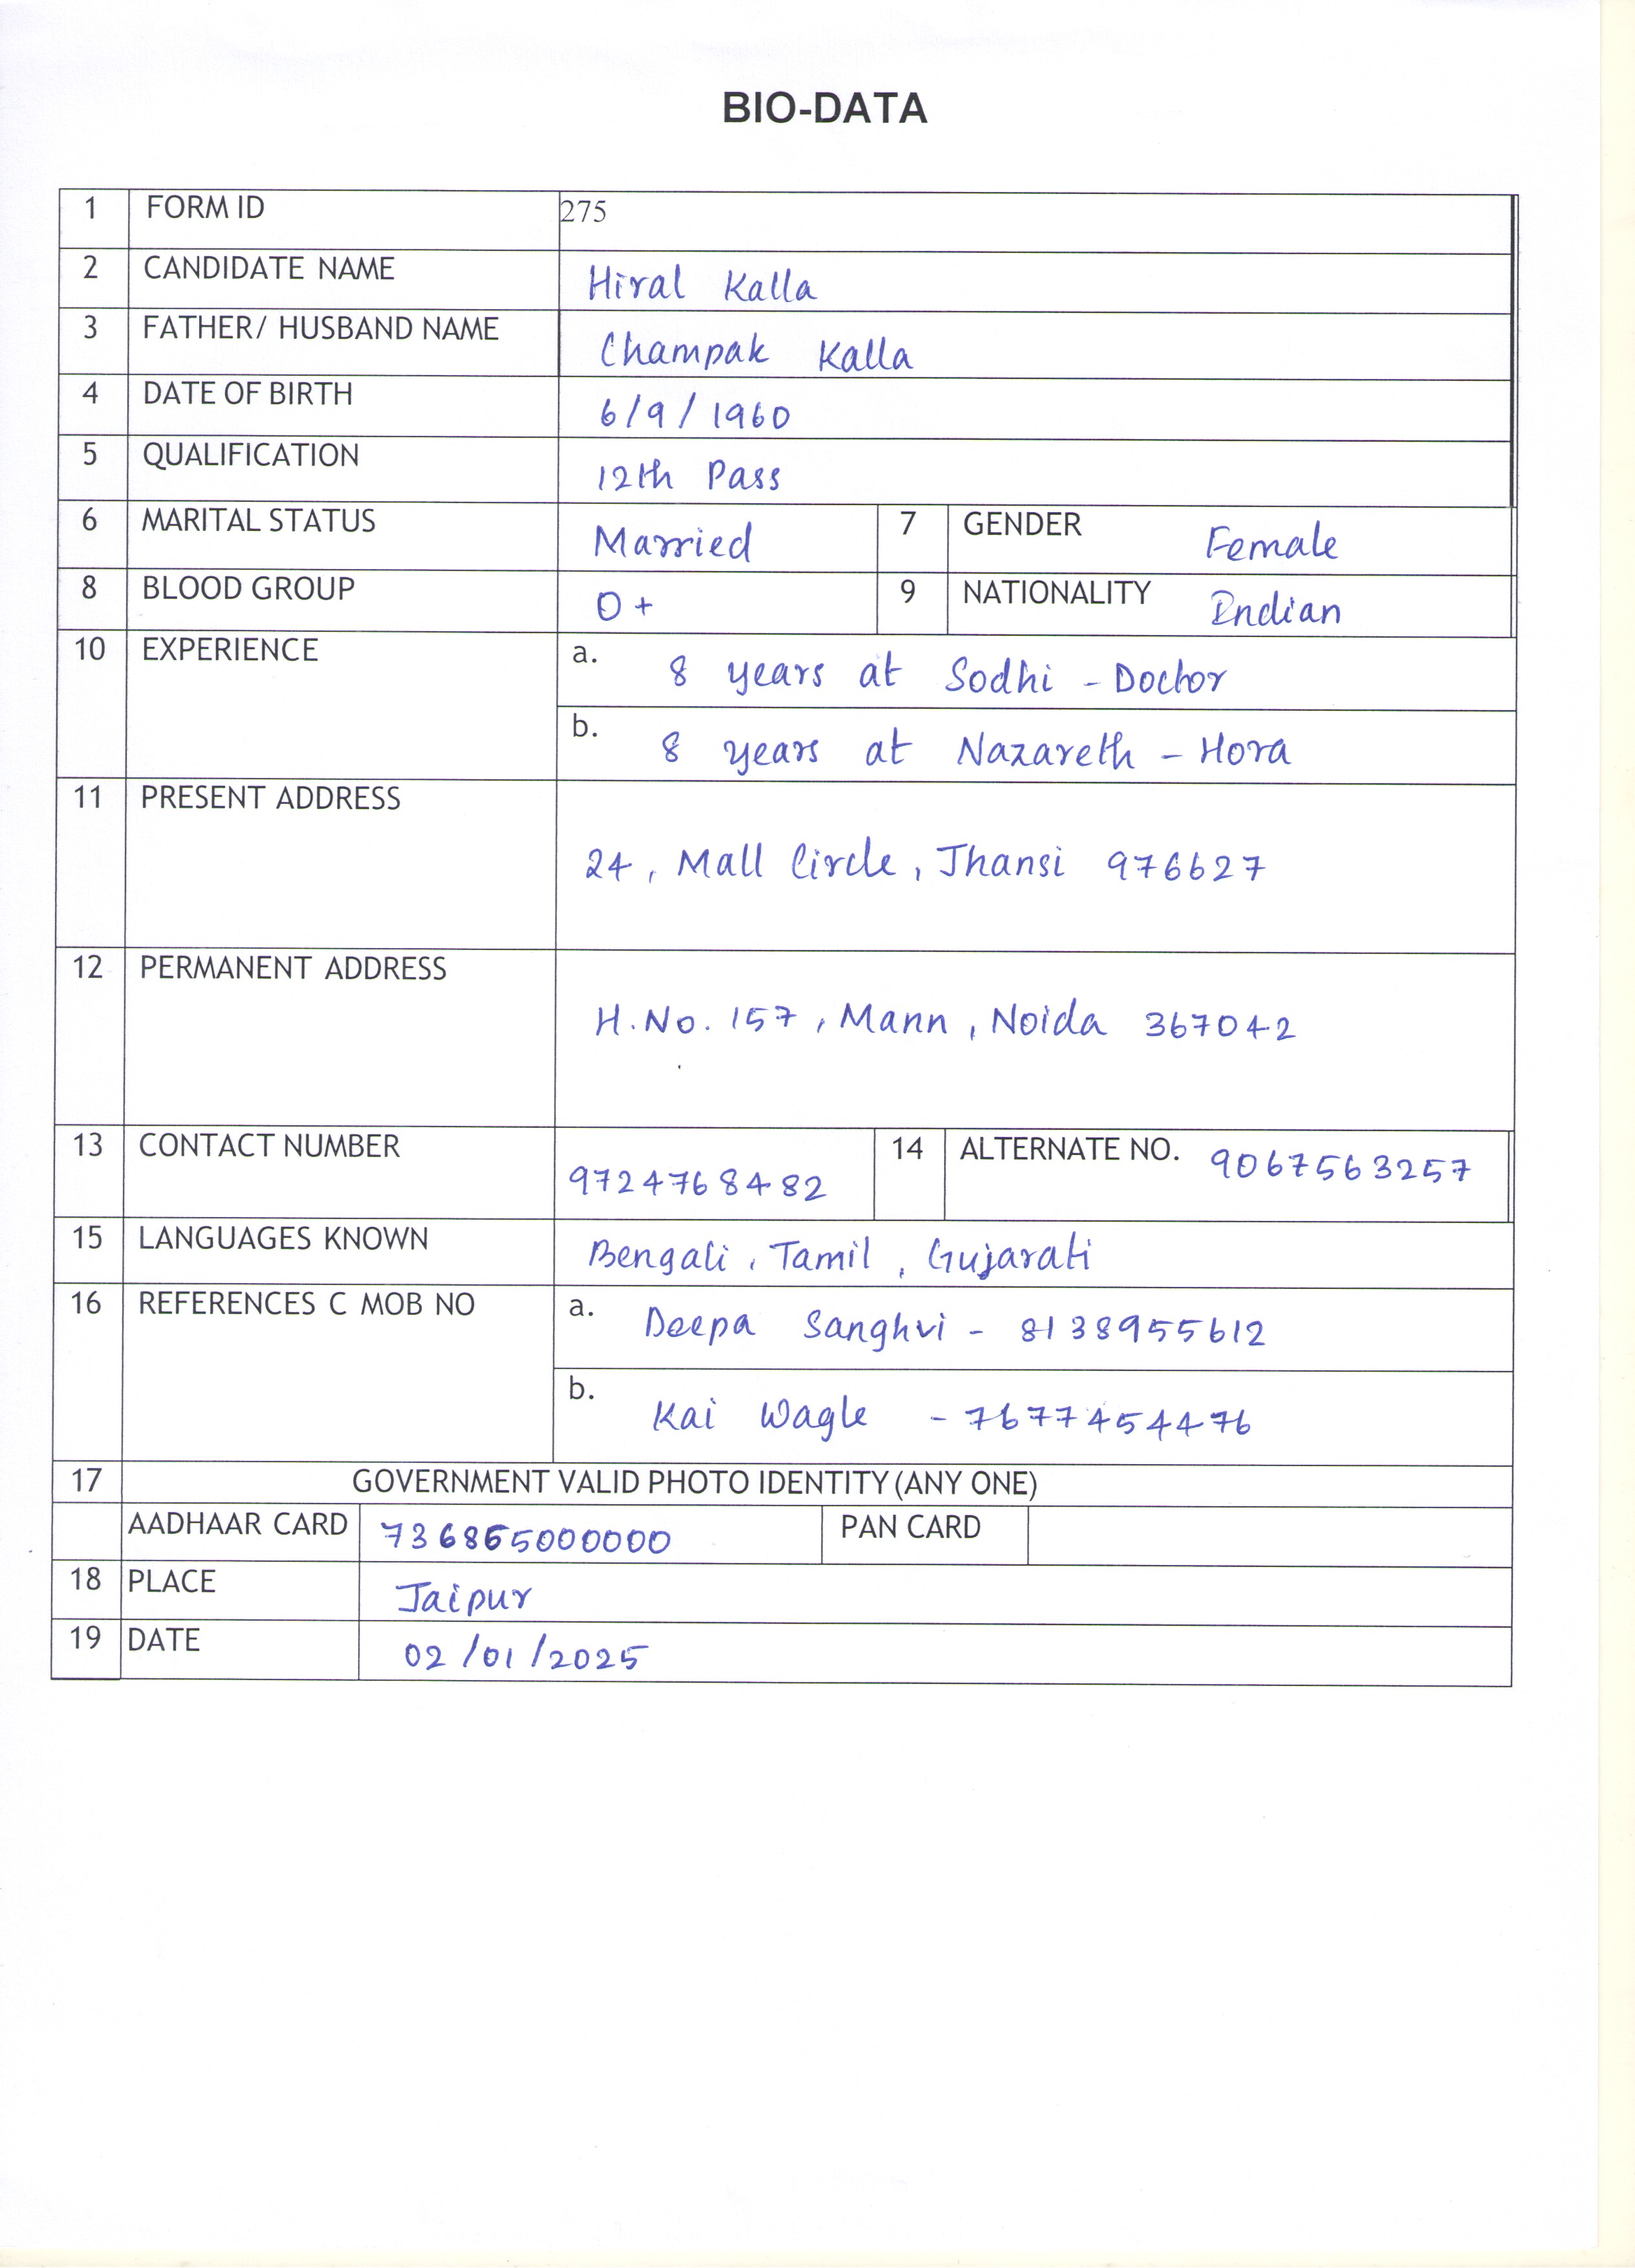 BIO-DATA
1 FORM ID 275
2 CANDIDATE NAME Hiral Kalla
3 FATHER/ HUSBAND NAME Champak Kalla
4 DATE OF BIRTH 6/9/1960
5 QUALIFICATION 12th Pass
6 MARITAL STATUS Married 7 GENDER Female
8 BLOOD GROUP O+ 9 NATIONALITY Indian
10 EXPERIENCE a. 8 years at Sodhi - Doctor
b. 8 years at Nazareth - Hora
11 PRESENT ADDRESS
24, Mall Circle, Jhansi 976627
12 PERMANENT ADDRESS
H.No. 157, Mann, Noida 367042
13 CONTACT NUMBER 9724768482 14 ALTERNATE NO. 9067563257
15 LANGUAGES KNOWN Bengali, Tamil, Gujarati
16 REFERENCES C MOB NO a. Deepa Sanghvi - 8138955612
b. Kai Wagle - 7677454476
17 GOVERNMENT VALID PHOTO IDENTITY (ANY ONE)
AADHAAR CARD 736865000000 PAN CARD
18 PLACE Jaipur
19 DATE 02/01/2025